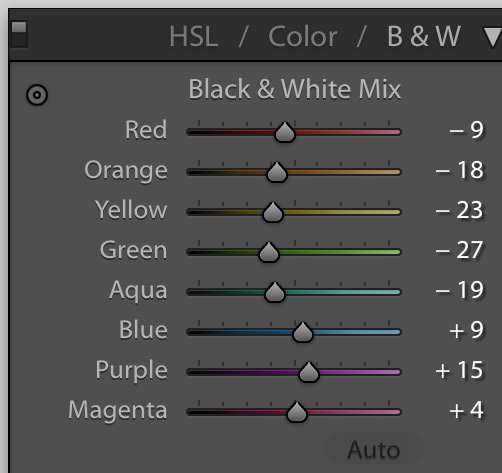 HSL / Color / B & W
Black & White Mix
Red – 9
Orange – 18
Yellow – 23
Green – 27
Aqua – 19
Blue + 9
Purple + 15
Magenta + 4
Auto